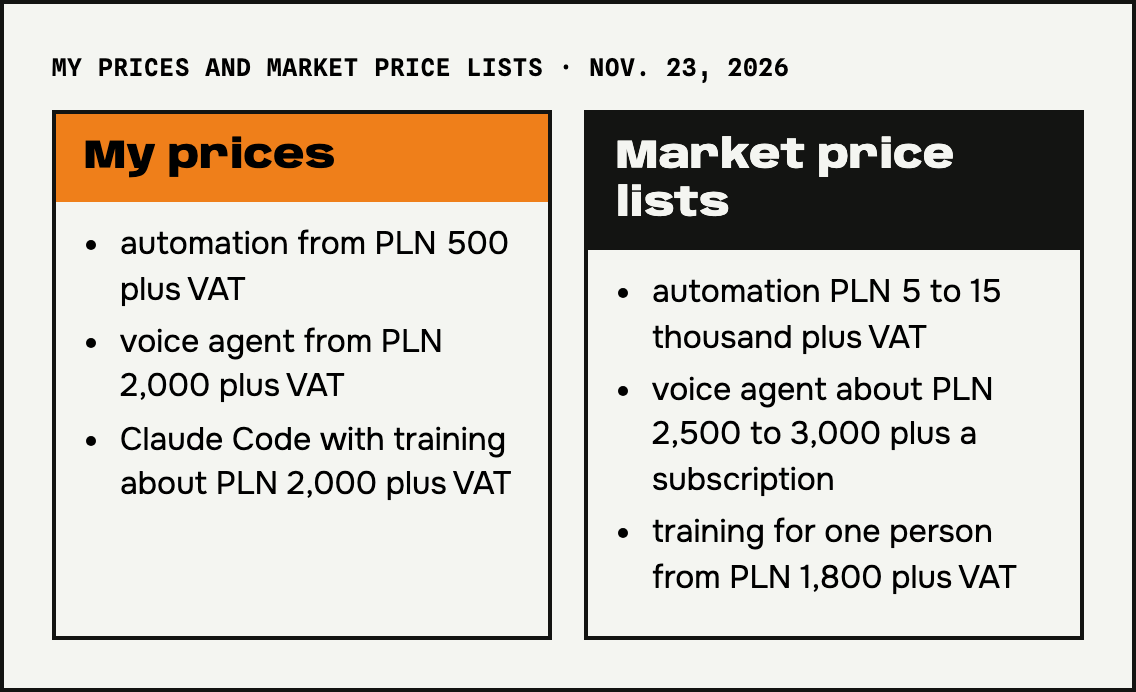 MY PRICES AND MARKET PRICE LISTS · NOV. 23, 2026
My prices
• automation from PLN 500
plus VAT
• voice agent from PLN
2,000 plus VAT
• Claude Code with training
about PLN 2,000 plus VAT
Market price
lists
• automation PLN 5 to 15
thousand plus VAT
• voice agent about PLN
2,500 to 3,000 plus a
subscription
• training for one person
from PLN 1,800 plus VAT